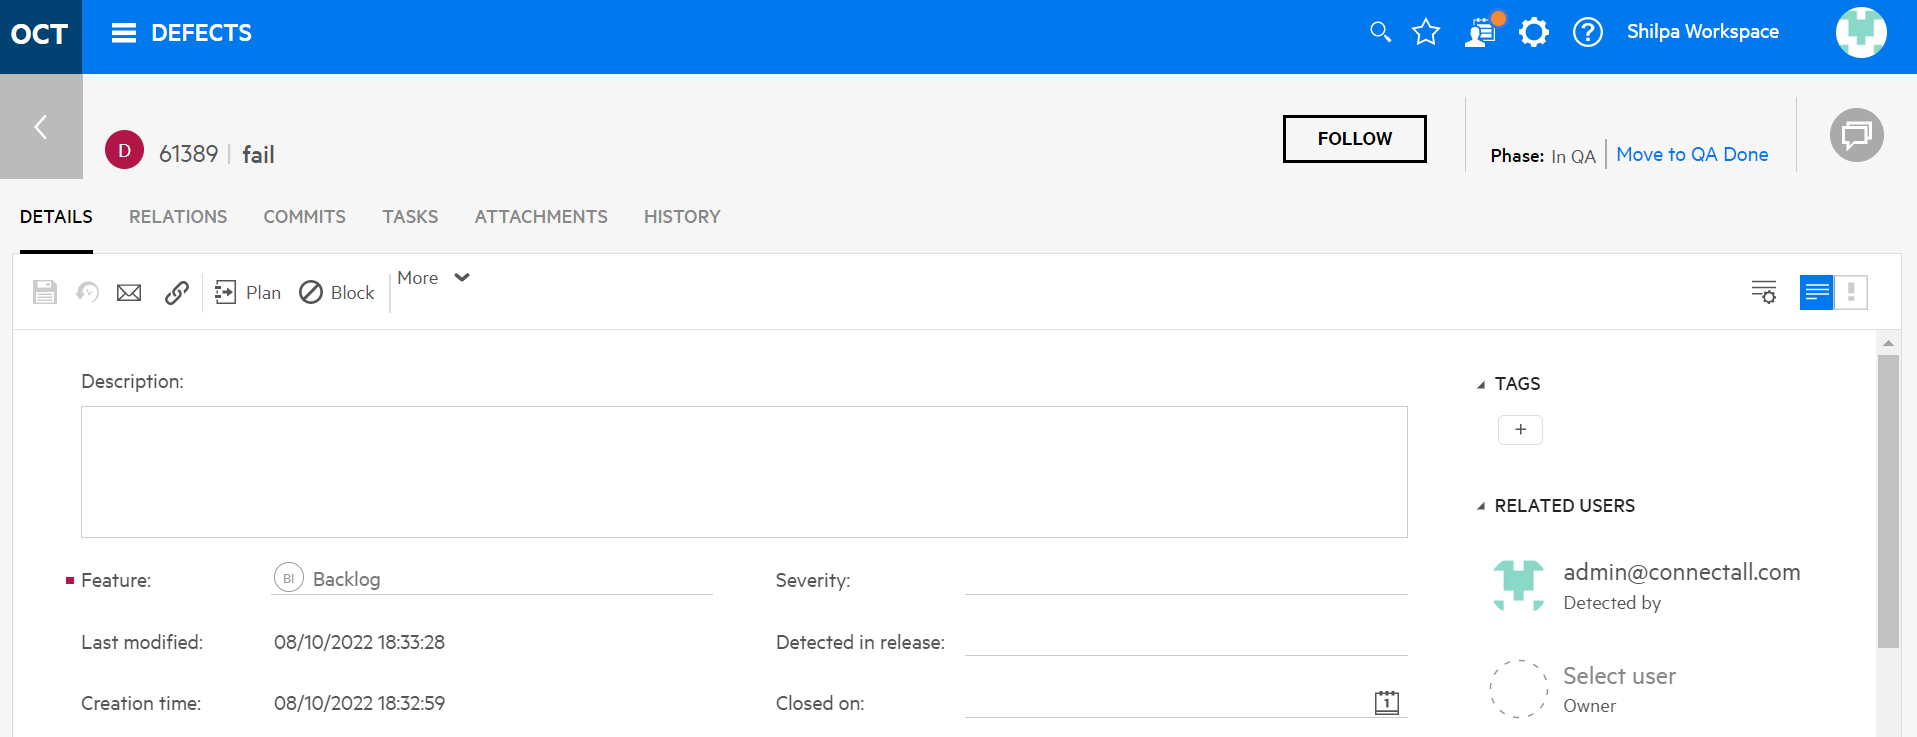 OCT
DEFECTS
?
Shilpa Workspace
D
61389
fail
FOLLOW
Phase: In QA
Move to QA Done
DETAILS
RELATIONS
COMMITS
TASKS
ATTACHMENTS
HISTORY
Plan
Block
More
Description:
TAGS
+
RELATED USERS
Feature:
BI
Backlog
Severity:
admin@connectall.com
Detected by
Last modified:
08/10/2022 18:33:28
Detected in release:
Select user
Owner
Creation time:
08/10/2022 18:32:59
Closed on:
1